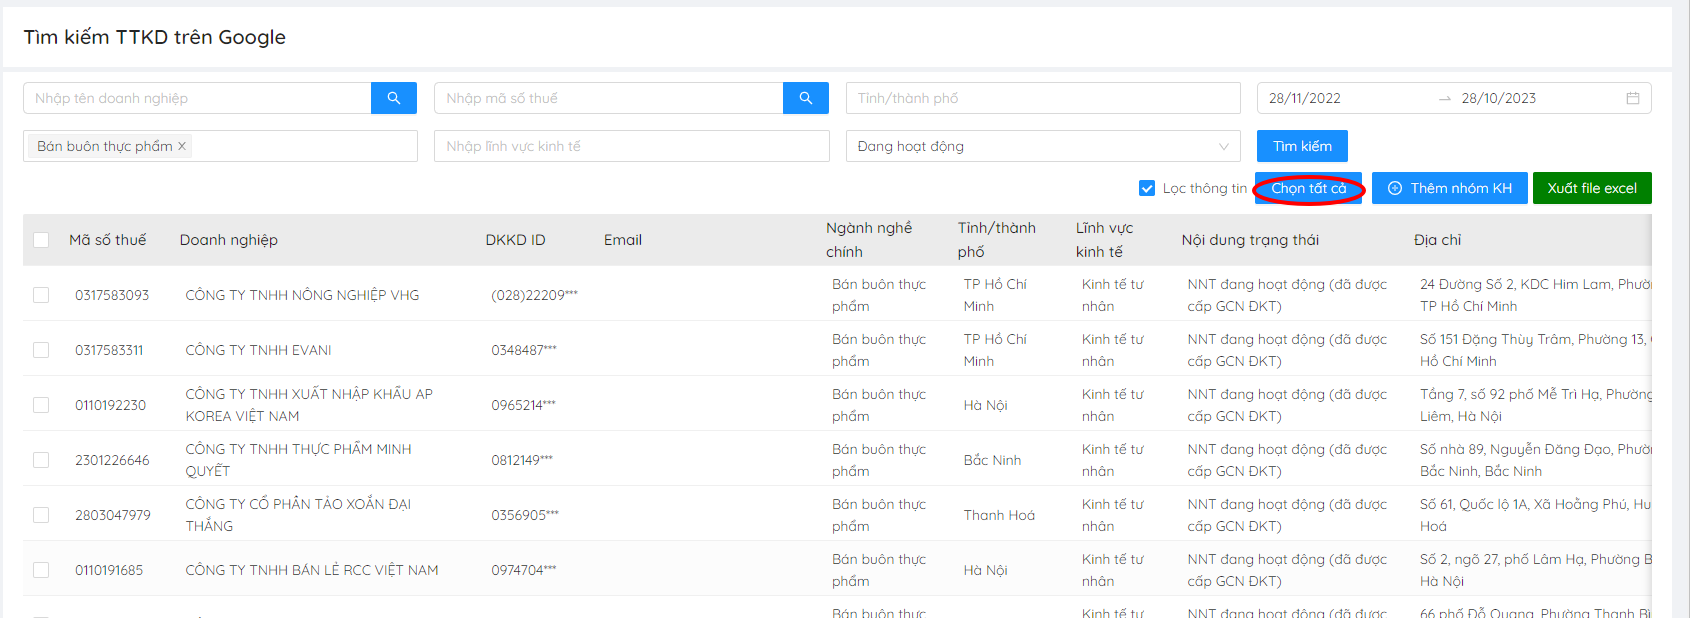 Tìm kiếm TTKD trên Google
Nhập tên doanh nghiệp
Nhập mã số thuế
Tỉnh/thành phố
28/11/2022 → 28/10/2023
Bán buôn thực phẩm X
Nhập lĩnh vực kinh tế
Đang hoạt động
Tìm kiếm
Lọc thông tin
Chọn tất cả
Thêm nhóm KH
Xuất file excel
Mã số thuế
Doanh nghiệp
DKKD ID
Email
Ngành nghề
chính
Tỉnh/thành
phố
Lĩnh vực
kinh tế
Nội dung trạng thái
Địa chỉ
0317583093
CÔNG TY TNHH NÔNG NGHIỆP VHG
(028)22209***
Bán buôn thực
phẩm
TP Hồ Chí
Minh
Kinh tế tư
nhân
NNT đang hoạt động (đã được
cấp GCN ĐKT)
24 Đường Số 2, KDC Him Lam, Phườ
TP Hồ Chí Minh
0317583311
CÔNG TY TNHH EVANI
0348487***
Bán buôn thực
phẩm
TP Hồ Chí
Minh
Kinh tế tư
nhân
NNT đang hoạt động (đã được
cấp GCN ĐKT)
Số 151 Đặng Thùy Trâm, Phường 13,
Hồ Chí Minh
0110192230
CÔNG TY TNHH XUẤT NHẬP KHẨU AP
KOREA VIỆT NAM
0965214***
Bán buôn thực
phẩm
Hà Nội
Kinh tế tư
nhân
NNT đang hoạt động (đã được
cấp GCN ĐKT)
Tầng 7, số 92 phố Mễ Trì Hạ, Phường
Liêm, Hà Nội
2301226646
CÔNG TY TNHH THỰC PHẨM MINH
QUYẾT
0812149***
Bán buôn thực
phẩm
Bắc Ninh
Kinh tế tư
nhân
NNT đang hoạt động (đã được
cấp GCN ĐKT)
Số nhà 89, Nguyễn Đăng Đạo, Phườ
Bắc Ninh, Bắc Ninh
2803047979
CÔNG TY CỔ PHẦN TẢO XOẮN ĐẠI
THẮNG
0356905***
Bán buôn thực
phẩm
Thanh Hoá
Kinh tế tư
nhân
NNT đang hoạt động (đã được
cấp GCN ĐKT)
Số 61, Quốc lộ 1A, Xã Hoằng Phú, Hu
Hoá
0110191685
CÔNG TY TNHH BÁN LẺ RCC VIỆT NAM
0974704***
Bán buôn thực
phẩm
Hà Nội
Kinh tế tư
nhân
NNT đang hoạt động (đã được
cấp GCN ĐKT)
Số 2, ngõ 27, phố Lâm Hạ, Phường B
Hà Nội
Bán buôn thực
Kinh tế tư
NNT đang hoạt động (đã được
66 phố Đỗ Quang, Phường Thanh Bì